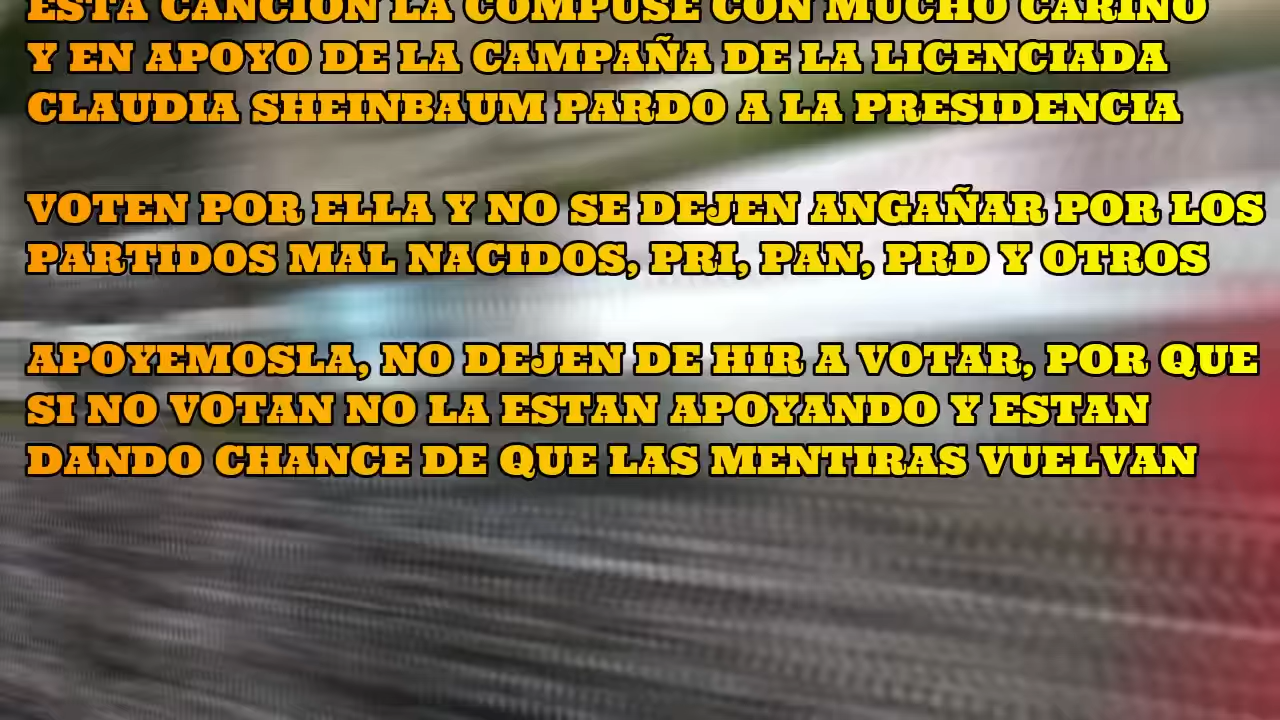 ESTA CANCION LA COMPUSE CON MUCHO CARIÑO
Y EN APOYO DE LA CAMPAÑA DE LA LICENCIADA
CLAUDIA SHEINBAUM PARDO A LA PRESIDENCIA
VOTEN POR ELLA Y NO SE DEJEN ANGAÑAR POR LOS
PARTIDOS MAL NACIDOS, PRI, PAN, PRD Y OTROS
APOYEMOSLA, NO DEJEN DE HIR A VOTAR, POR QUE
SI NO VOTAN NO LA ESTAN APOYANDO Y ESTAN
DANDO CHANCE DE QUE LAS MENTIRAS VUELVAN